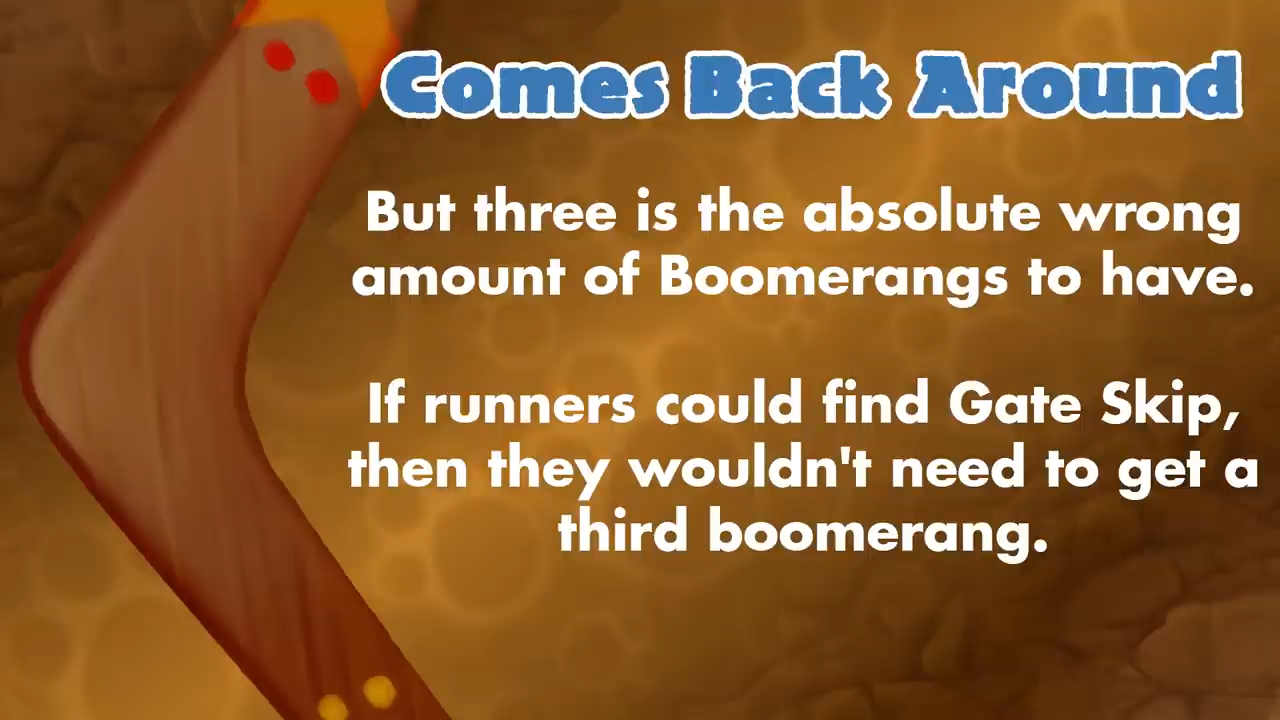 Comes Back Around
But three is the absolute wrong
amount of Boomerangs to have.
If runners could find Gate Skip,
then they wouldn't need to get a
third boomerang.